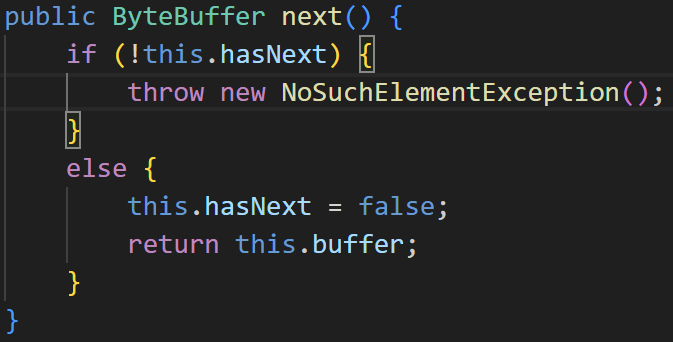 public ByteBuffer next() {
    if (!this.hasNext) {
        throw new NoSuchElementException();
    }
    else {
        this.hasNext = false;
        return this.buffer;
    }
}